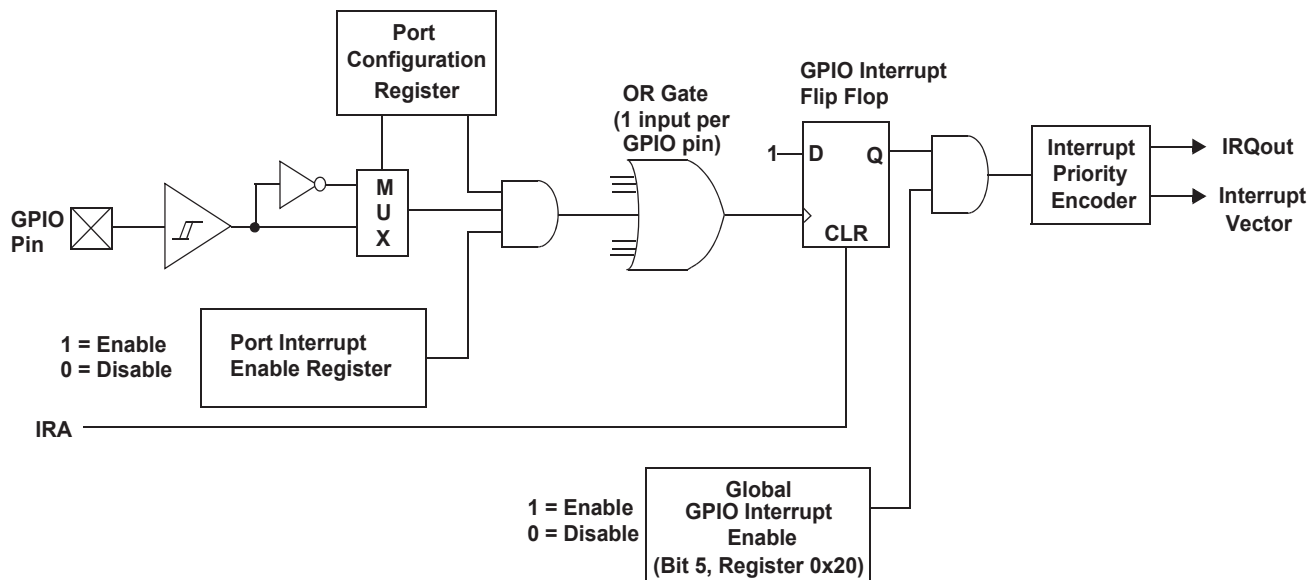 Port
Configuration
Register
OR Gate
(1 input per
GPIO pin)
GPIO Interrupt
Flip Flop
1
D
Q
CLR
M
U
X
GPIO
Pin
Interrupt
Priority
Encoder
IRQout
Interrupt
Vector
1 = Enable
0 = Disable
Port Interrupt
Enable Register
IRA
1 = Enable
0 = Disable
Global
GPIO Interrupt
Enable
(Bit 5, Register 0x20)